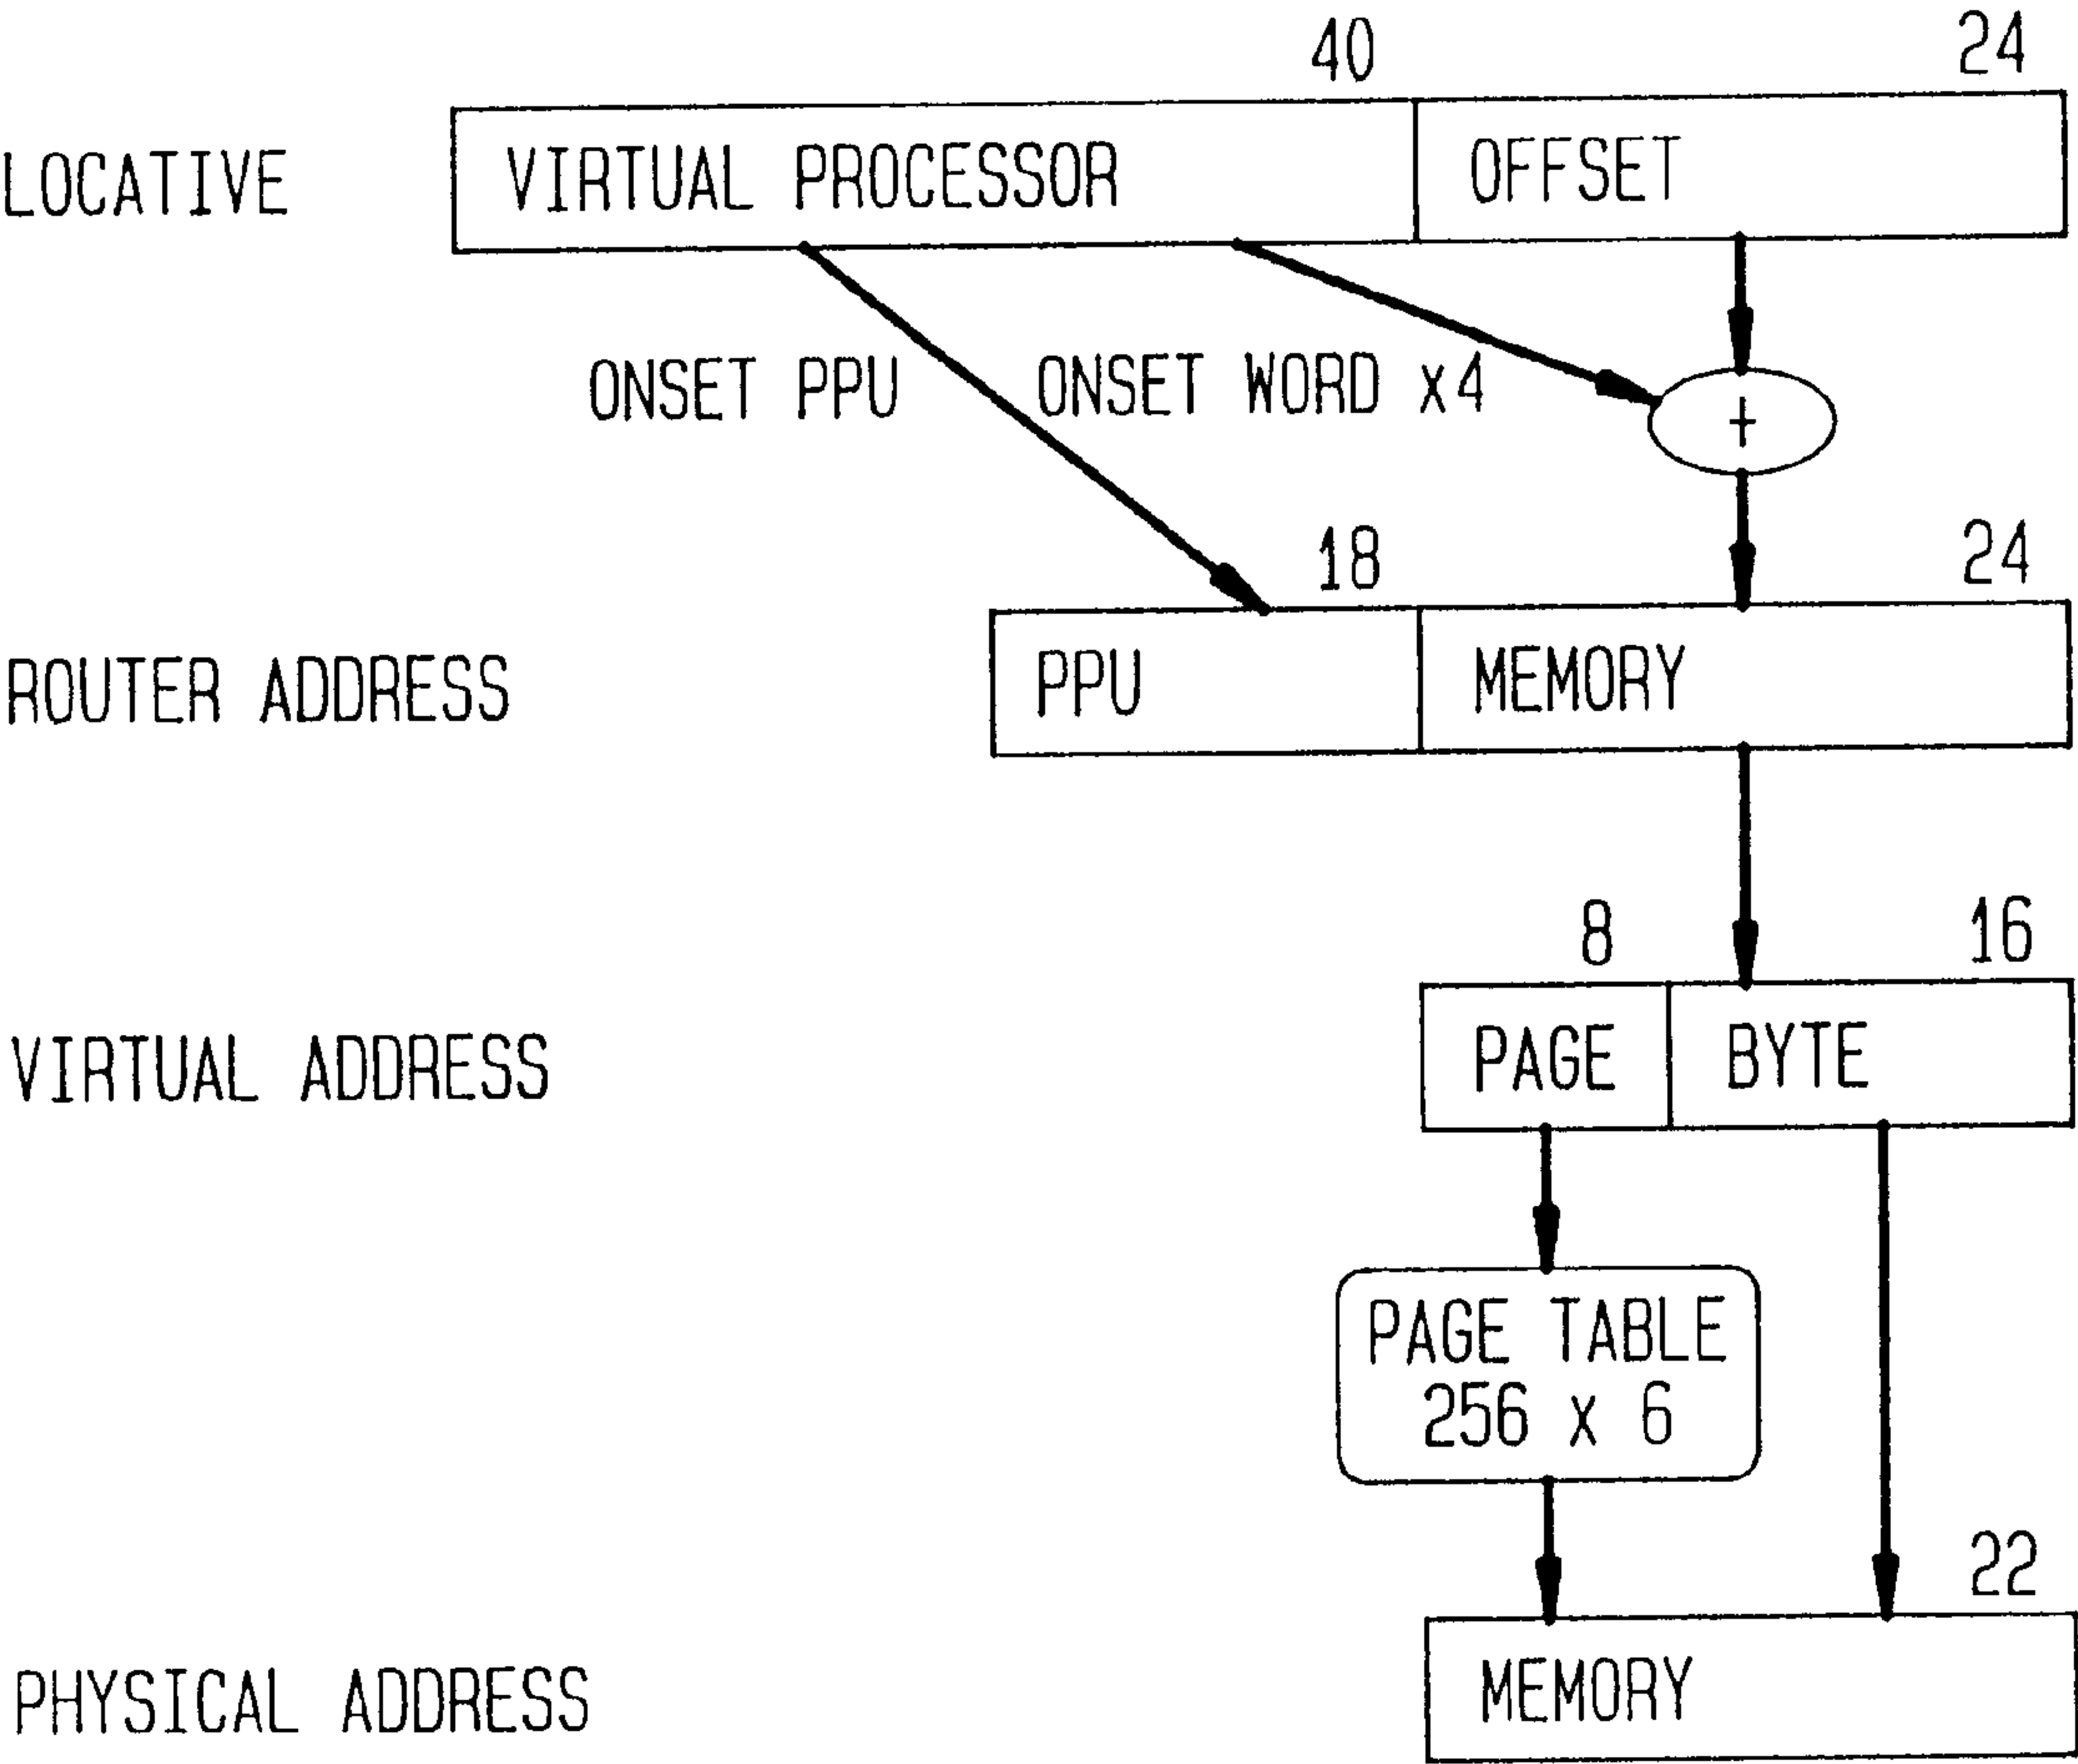 40 24
LOCATIVE VIRTUAL PROCESSOR OFFSET
ONSET PPU ONSET WORD x4
+
18 24
ROUTER ADDRESS PPU MEMORY
8 16
VIRTUAL ADDRESS PAGE BYTE
PAGE TABLE
256 x 6
22
PHYSICAL ADDRESS MEMORY